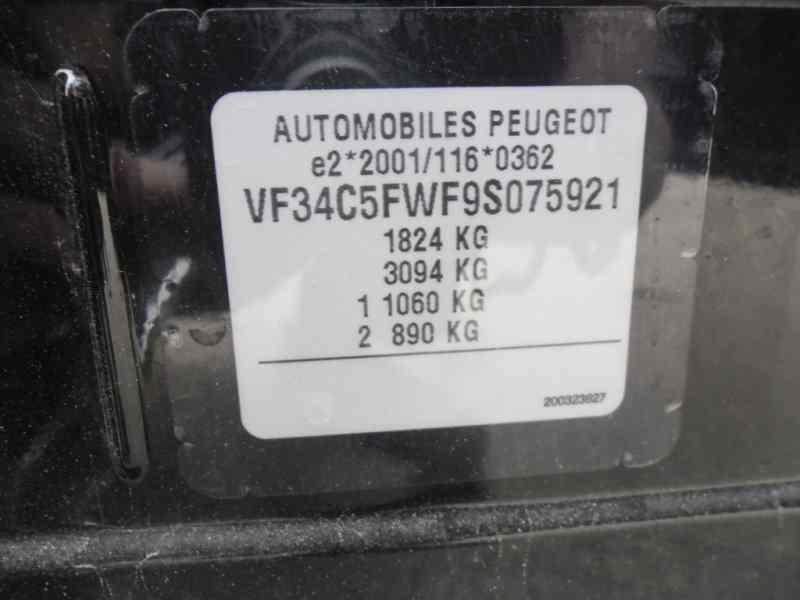 AUTOMOBILES PEUGEOT
e2*2001/116*0362
VF34C5FWF9S075921
1824 KG
3094 KG
1 1060 KG
2 890 KG
200323827